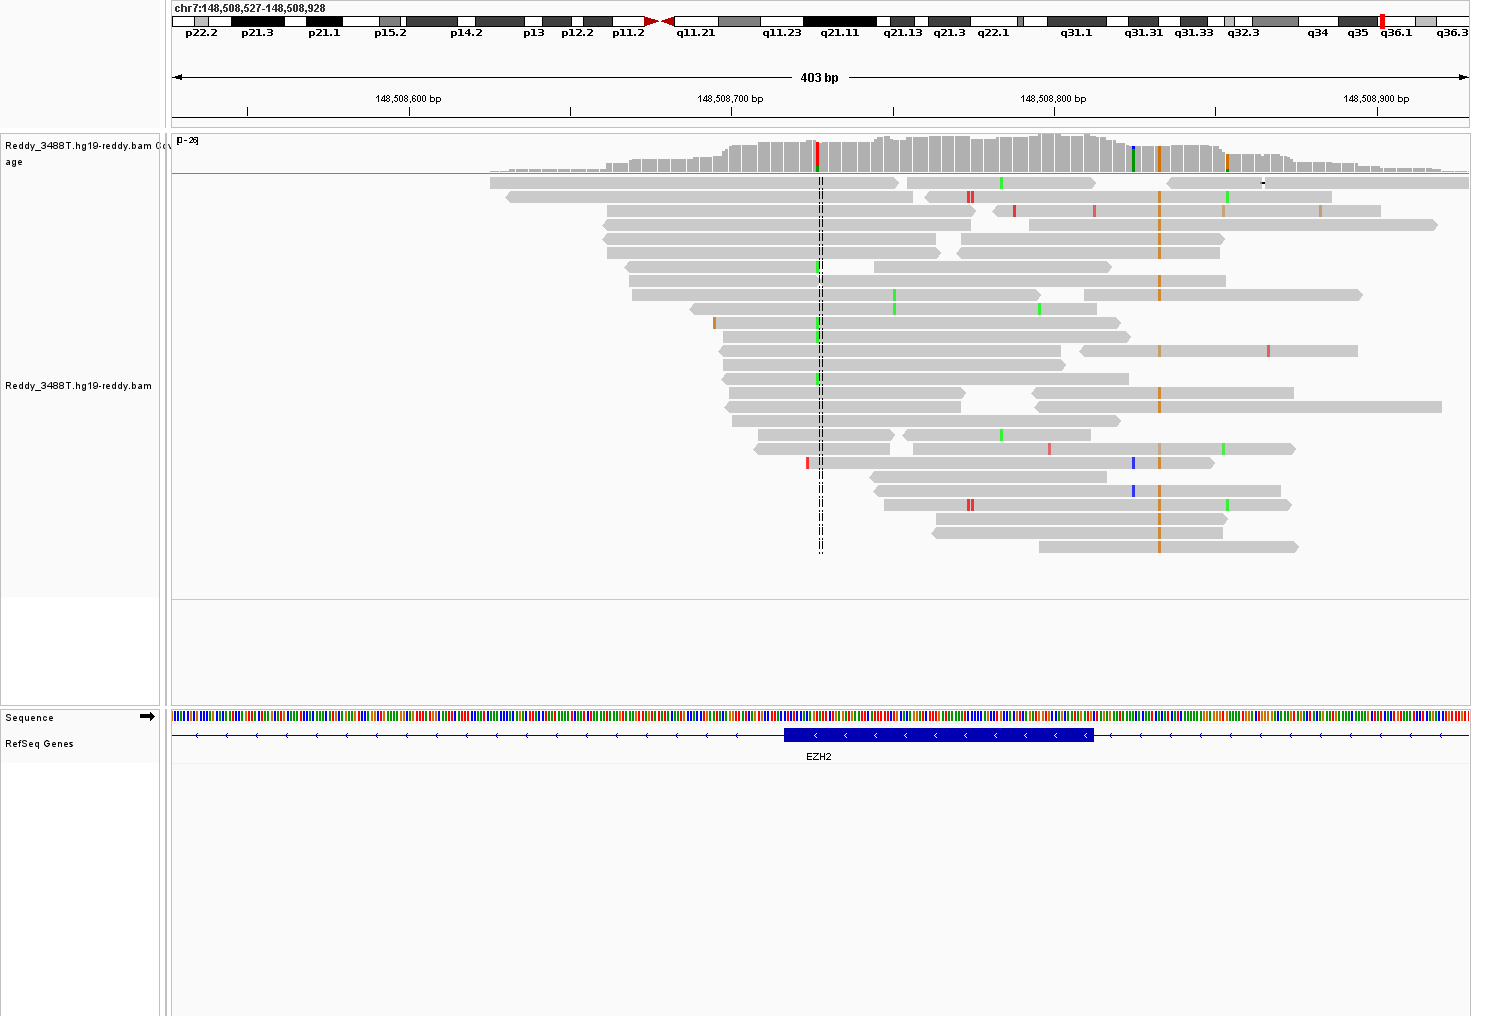 chr7:148,508,527-148,508,928
p22.2 p21.3 p21.1 p15.2 p14.2 p13 p12.2 p11.2 q11.21 q11.23 q21.11 q21.13 q21.3 q22.1 q31.1 q31.31 q31.33 q32.3 q34 q35 q36.1 q36.3
403 bp
148,508,600 bp 148,508,700 bp 148,508,800 bp 148,508,900 bp
Reddy_3488T.hg19-reddy.bam Cov
age
[0-26]
Reddy_3488T.hg19-reddy.bam
Sequence
RefSeq Genes
EZH2